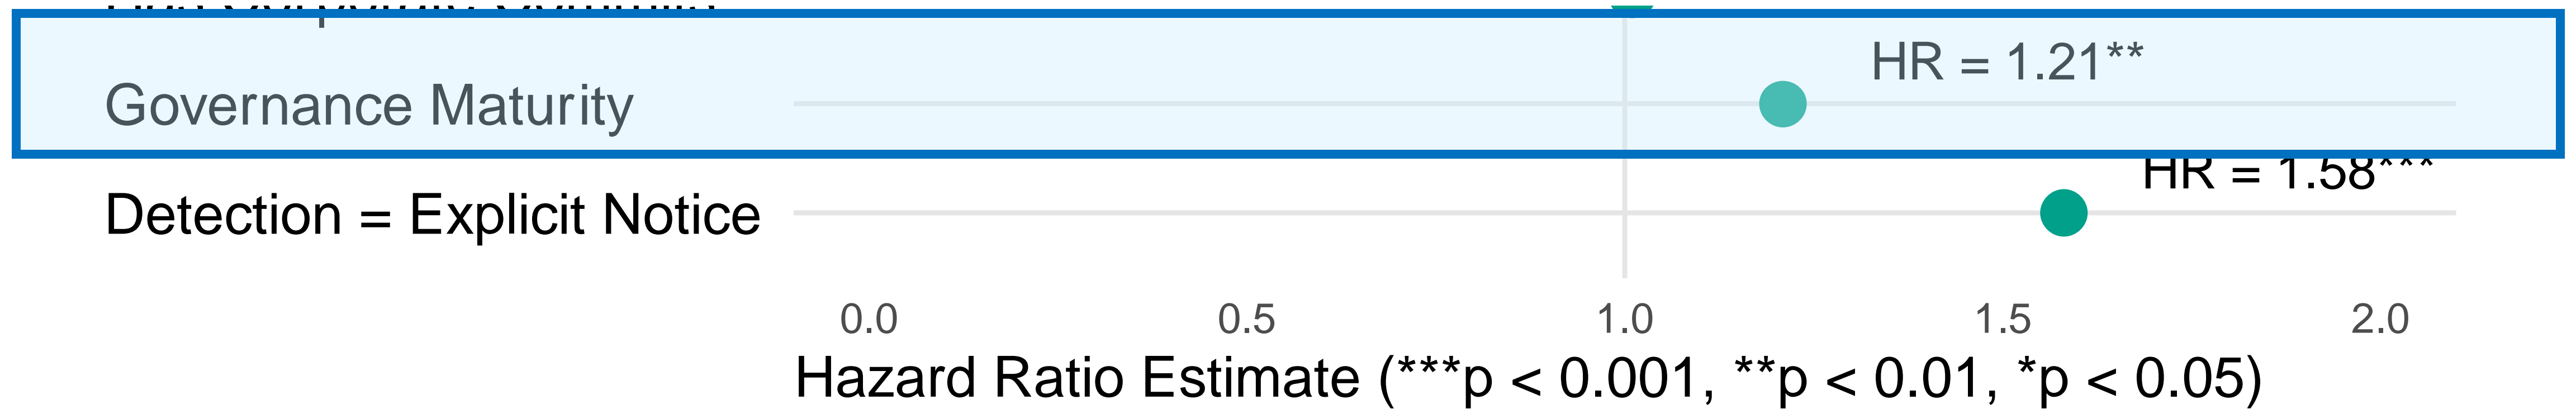 HR = 1.21**
Governance Maturity
HR = 1.58***
Detection = Explicit Notice
0.0 0.5 1.0 1.5 2.0
Hazard Ratio Estimate (***p < 0.001, **p < 0.01, *p < 0.05)